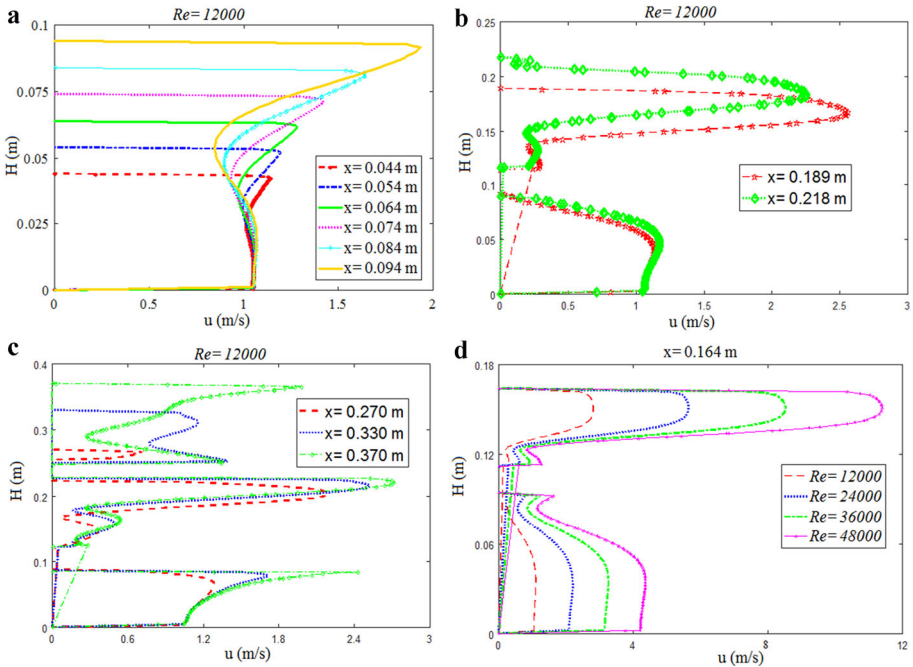 a
Re= 12000
0.1
0.075
0.05
0.025
0
H (m)
x= 0.044 m
x= 0.054 m
x= 0.064 m
x= 0.074 m
x= 0.084 m
x= 0.094 m
0 0.5 1 1.5 2
u (m/s)
b
Re=12000
0.25
0.2
0.15
0.1
0.05
0
H (m)
x= 0.189 m
x= 0.218 m
0 0.5 1 1.5 2 2.5 3
u (m/s)
c
Re=12000
0.4
0.3
0.2
0.1
0
H (m)
x= 0.270 m
x= 0.330 m
x= 0.370 m
0 0.6 1.2 1.8 2.4 3
u (m/s)
d
x= 0.164 m
0.18
0.12
0.06
0
H (m)
Re=12000
Re=24000
Re=36000
Re=48000
0 4 8 12
u (m/s)